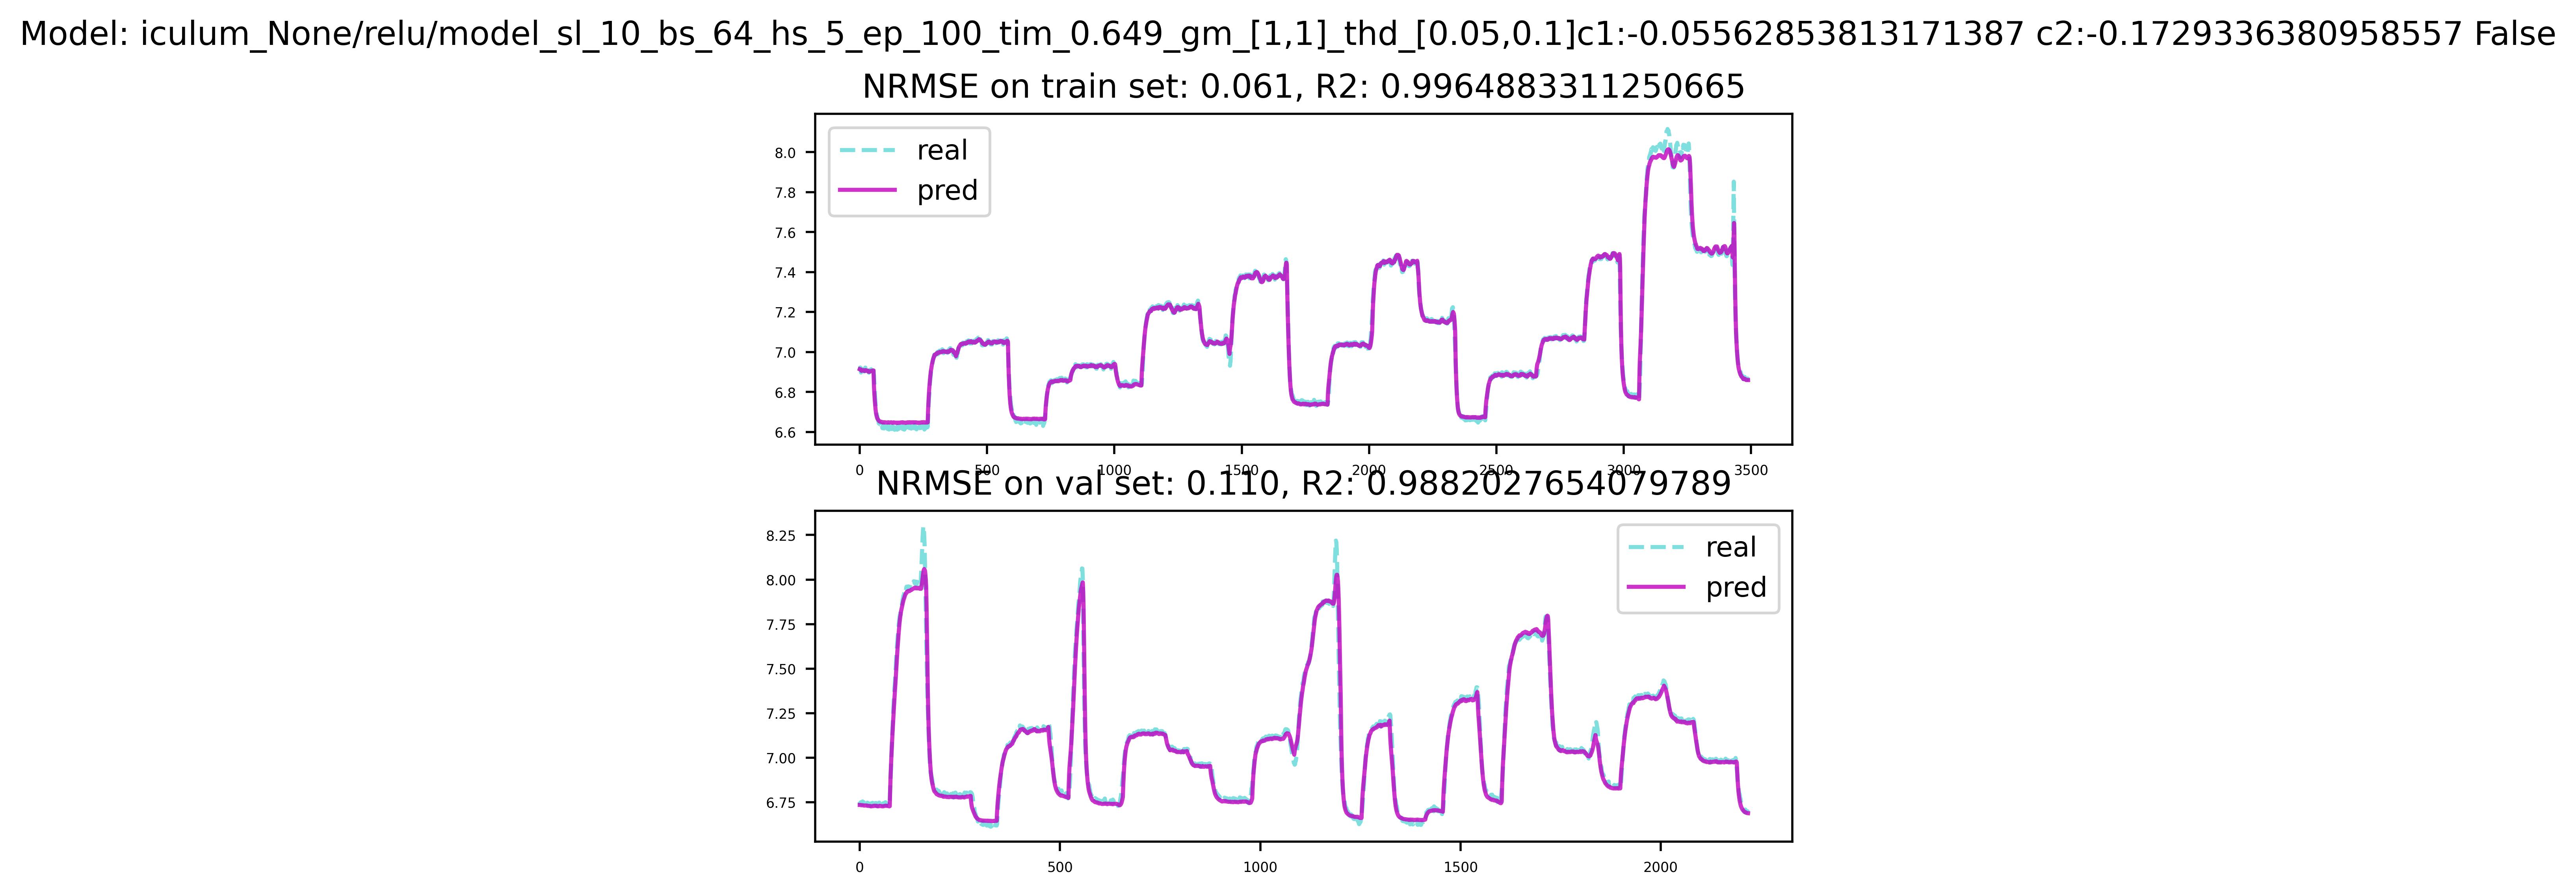 Model: iculum_None/relu/model_sl_10_bs_64_hs_5_ep_100_tim_0.649_gm_[1,1]_thd_[0.05,0.1]c1:-0.05562853813171387 c2:-0.1729336380958557 False
NRMSE on train set: 0.061, R2: 0.9964883311250665
real
pred
8.0
7.8
7.6
7.4
7.2
7.0
6.8
6.6
0 500 1000 1500 2000 2500 3000 3500
NRMSE on val set: 0.110, R2: 0.9882027654079789
real
pred
8.25
8.00
7.75
7.50
7.25
7.00
6.75
0 500 1000 1500 2000